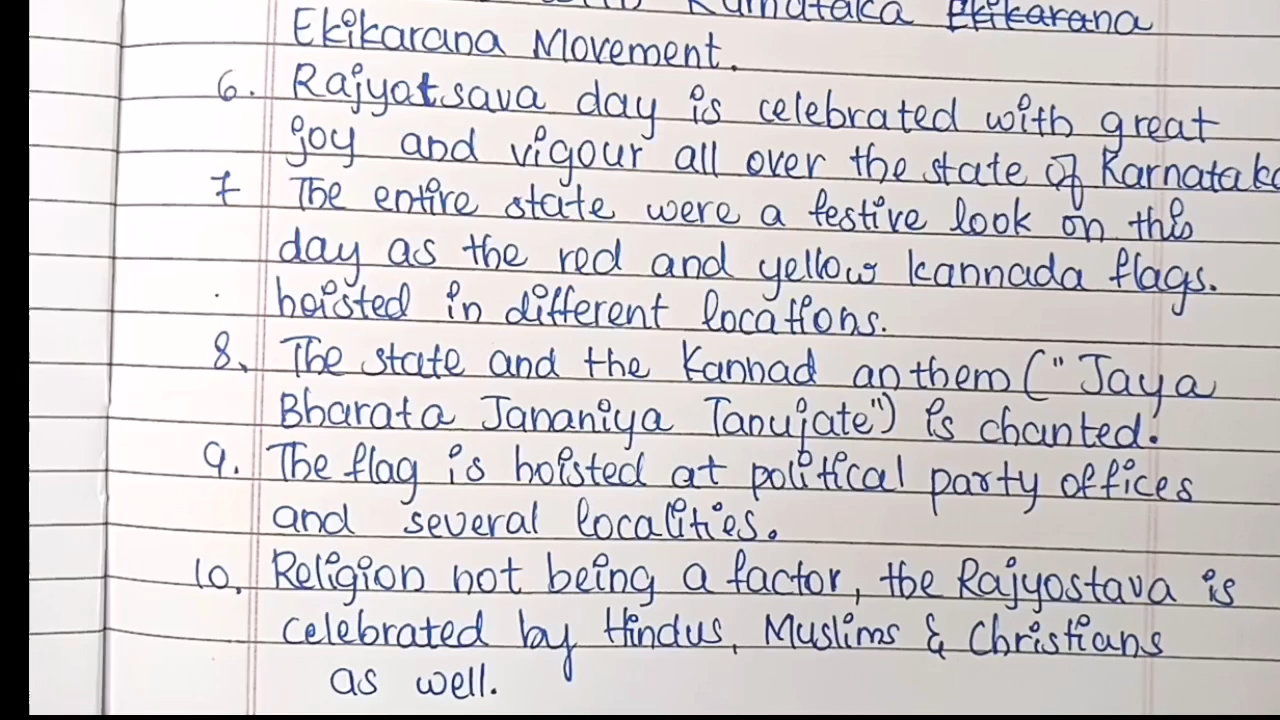 Karnataka Ekikarana
Ekikarana Movement.
6. Rajyotsava day is celebrated with great
joy and vigour all over the state of Karnataka
7 The entire state were a festive look on this
day as the red and yellow kannada flags.
hoisted in different locations.
8. The state and the Kannad anthem ("Jaya
Bharata Jananiya Tanujate") is chanted.
9. The flag is hoisted at political party offices
and several localities.
10. Religion not being a factor, the Rajyostava is
celebrated by Hindus, Muslims & Christians
as well.